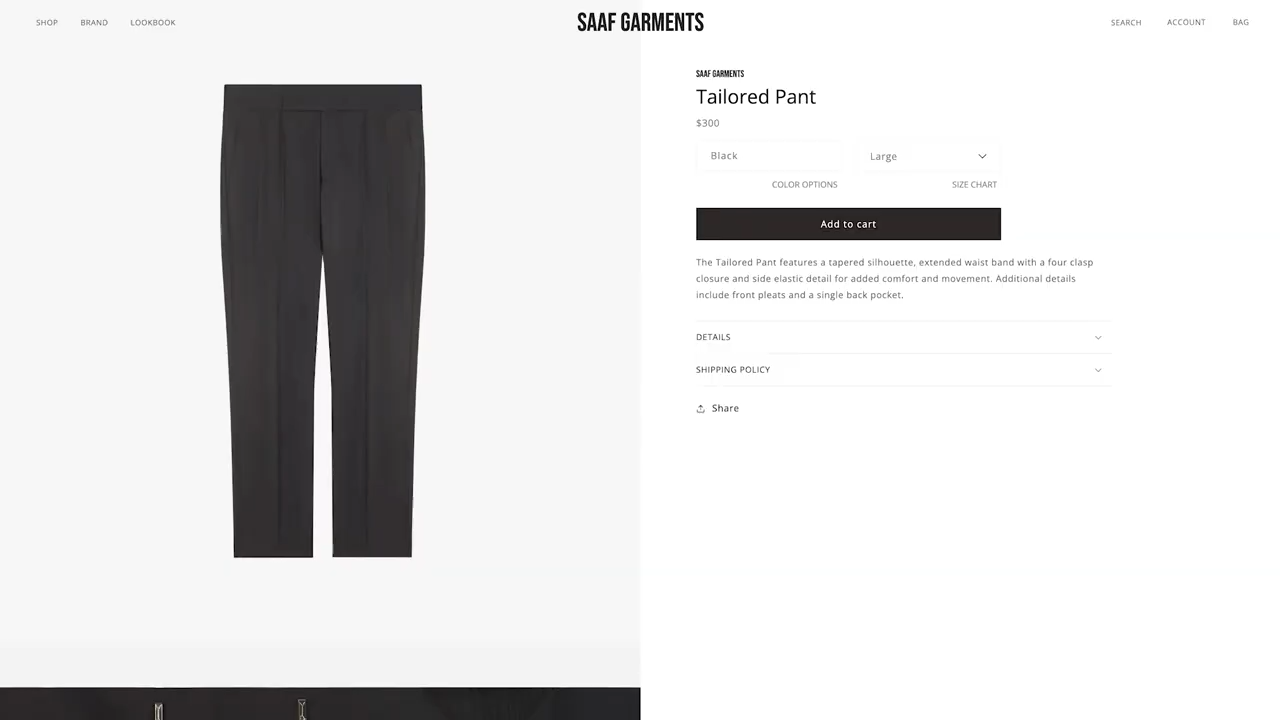 SHOP BRAND LOOKBOOK SAAF GARMENTS SEARCH ACCOUNT BAG
SAAF GARMENTS
Tailored Pant
$300
Black Large
COLOR OPTIONS SIZE CHART
Add to cart
The Tailored Pant features a tapered silhouette, extended waist band with a four clasp
closure and side elastic detail for added comfort and movement. Additional details
include front pleats and a single back pocket.
DETAILS
SHIPPING POLICY
Share